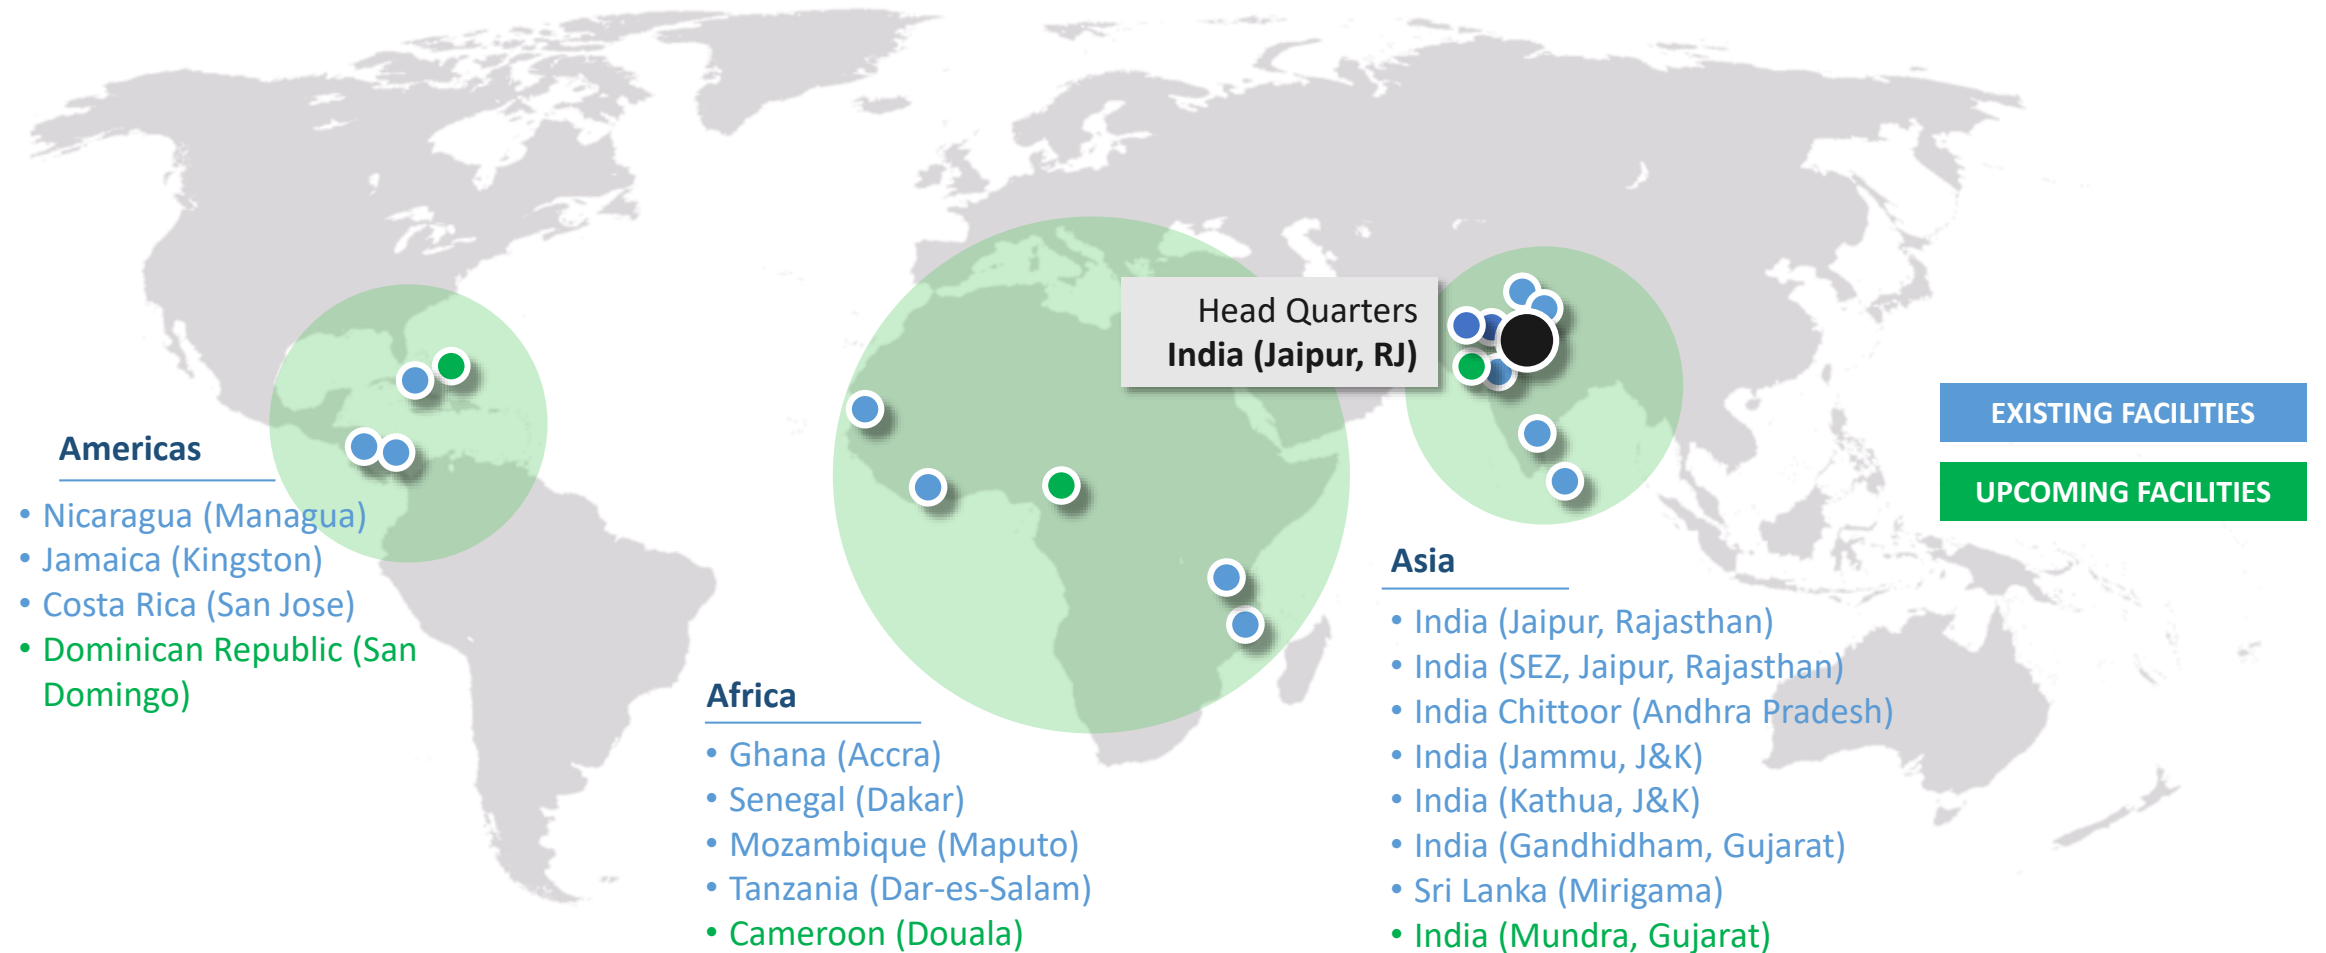 Head Quarters
India (Jaipur, RJ)
EXISTING FACILITIES
UPCOMING FACILITIES
Americas
• Nicaragua (Managua)
• Jamaica (Kingston)
• Costa Rica (San Jose)
• Dominican Republic (San
Domingo)
Africa
• Ghana (Accra)
• Senegal (Dakar)
• Mozambique (Maputo)
• Tanzania (Dar-es-Salam)
• Cameroon (Douala)
Asia
• India (Jaipur, Rajasthan)
• India (SEZ, Jaipur, Rajasthan)
• India Chittoor (Andhra Pradesh)
• India (Jammu, J&K)
• India (Kathua, J&K)
• India (Gandhidham, Gujarat)
• Sri Lanka (Mirigama)
• India (Mundra, Gujarat)